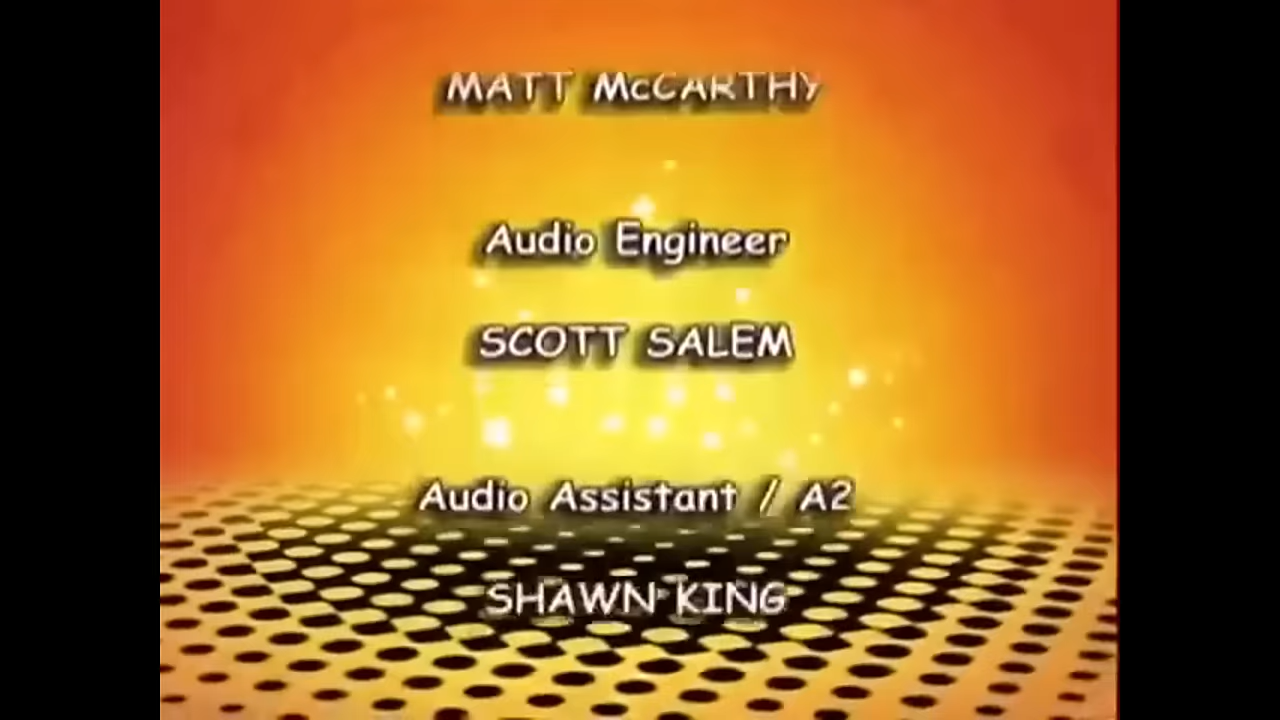 MATT McCARTHY
Audio Engineer
SCOTT SALEM
Audio Assistant / A2
SHAWN KING